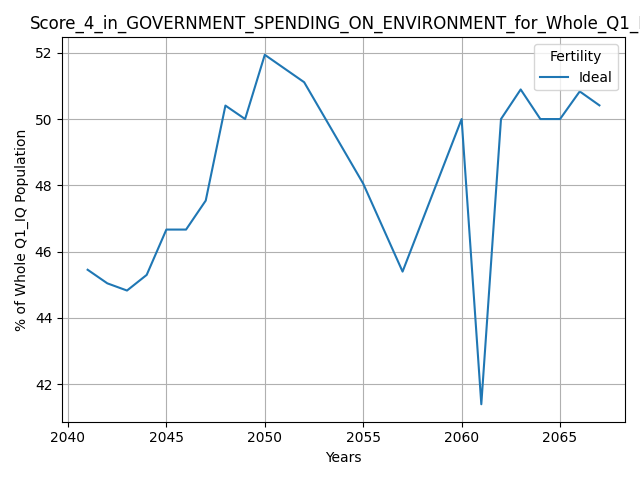 Score_4_in_GOVERNMENT_SPENDING_ON_ENVIRONMENT_for_Whole_Q1_
Fertility
Ideal
52
50
48
46
44
42
% of Whole Q1_IQ Population
2040
2045
2050
2055
2060
2065
Years